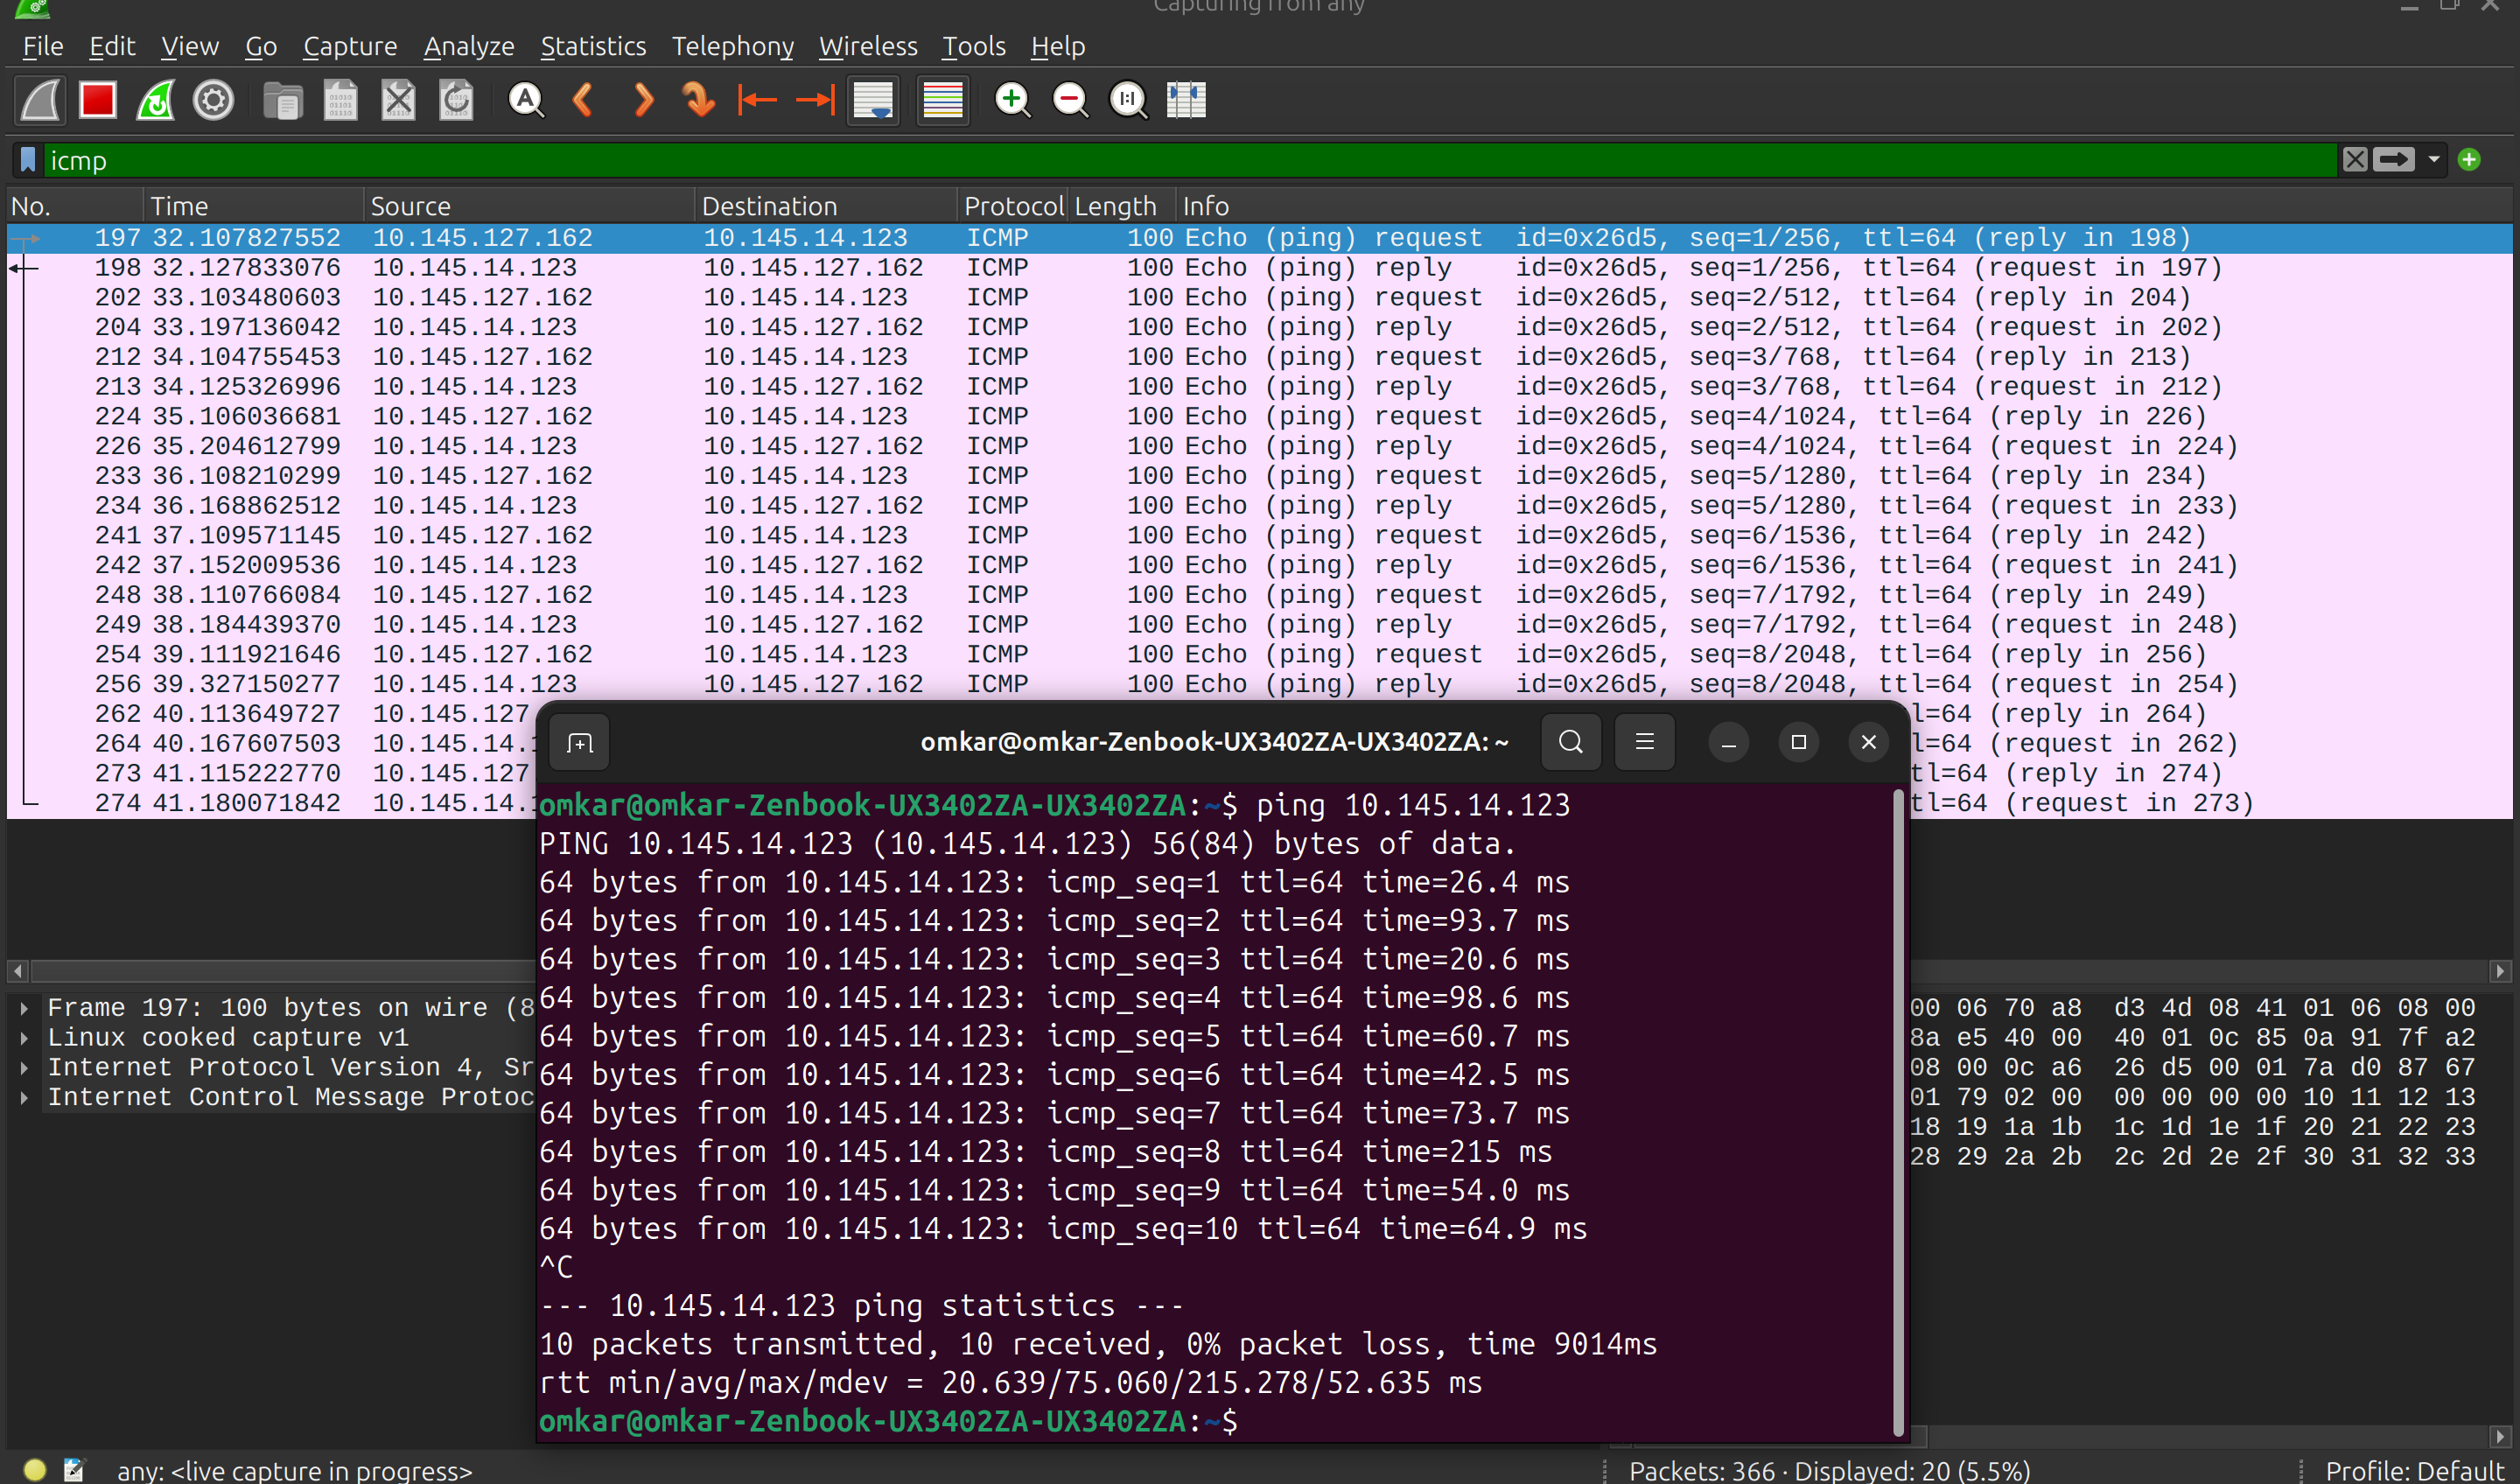 Capturing from any
File Edit View Go Capture Analyze Statistics Telephony Wireless Tools Help
icmp
No. Time Source Destination Protocol Length Info
197 32.107827552 10.145.127.162 10.145.14.123 ICMP 100 Echo (ping) request id=0x26d5, seq=1/256, ttl=64 (reply in 198)
198 32.127833076 10.145.14.123 10.145.127.162 ICMP 100 Echo (ping) reply id=0x26d5, seq=1/256, ttl=64 (request in 197)
202 33.103480603 10.145.127.162 10.145.14.123 ICMP 100 Echo (ping) request id=0x26d5, seq=2/512, ttl=64 (reply in 204)
204 33.197136042 10.145.14.123 10.145.127.162 ICMP 100 Echo (ping) reply id=0x26d5, seq=2/512, ttl=64 (request in 202)
212 34.104755453 10.145.127.162 10.145.14.123 ICMP 100 Echo (ping) request id=0x26d5, seq=3/768, ttl=64 (reply in 213)
213 34.125326996 10.145.14.123 10.145.127.162 ICMP 100 Echo (ping) reply id=0x26d5, seq=3/768, ttl=64 (request in 212)
224 35.106036681 10.145.127.162 10.145.14.123 ICMP 100 Echo (ping) request id=0x26d5, seq=4/1024, ttl=64 (reply in 226)
226 35.204612799 10.145.14.123 10.145.127.162 ICMP 100 Echo (ping) reply id=0x26d5, seq=4/1024, ttl=64 (request in 224)
233 36.108210299 10.145.127.162 10.145.14.123 ICMP 100 Echo (ping) request id=0x26d5, seq=5/1280, ttl=64 (reply in 234)
234 36.168862512 10.145.14.123 10.145.127.162 ICMP 100 Echo (ping) reply id=0x26d5, seq=5/1280, ttl=64 (request in 233)
241 37.109571145 10.145.127.162 10.145.14.123 ICMP 100 Echo (ping) request id=0x26d5, seq=6/1536, ttl=64 (reply in 242)
242 37.152009536 10.145.14.123 10.145.127.162 ICMP 100 Echo (ping) reply id=0x26d5, seq=6/1536, ttl=64 (request in 241)
248 38.110766084 10.145.127.162 10.145.14.123 ICMP 100 Echo (ping) request id=0x26d5, seq=7/1792, ttl=64 (reply in 249)
249 38.184439370 10.145.14.123 10.145.127.162 ICMP 100 Echo (ping) reply id=0x26d5, seq=7/1792, ttl=64 (request in 248)
254 39.111921646 10.145.127.162 10.145.14.123 ICMP 100 Echo (ping) request id=0x26d5, seq=8/2048, ttl=64 (reply in 256)
256 39.327150277 10.145.14.123 10.145.127.162 ICMP 100 Echo (ping) reply id=0x26d5, seq=8/2048, ttl=64 (request in 254)
262 40.113649727 10.145.127. l=64 (reply in 264)
264 40.167607503 10.145.14.1 l=64 (request in 262)
273 41.115222770 10.145.127 tl=64 (reply in 274)
274 41.180071842 10.145.14.1 tl=64 (request in 273)
omkar@omkar-Zenbook-UX3402ZA-UX3402ZA: ~
omkar@omkar-Zenbook-UX3402ZA-UX3402ZA:~$ ping 10.145.14.123
PING 10.145.14.123 (10.145.14.123) 56(84) bytes of data.
64 bytes from 10.145.14.123: icmp_seq=1 ttl=64 time=26.4 ms
64 bytes from 10.145.14.123: icmp_seq=2 ttl=64 time=93.7 ms
64 bytes from 10.145.14.123: icmp_seq=3 ttl=64 time=20.6 ms
64 bytes from 10.145.14.123: icmp_seq=4 ttl=64 time=98.6 ms
64 bytes from 10.145.14.123: icmp_seq=5 ttl=64 time=60.7 ms
64 bytes from 10.145.14.123: icmp_seq=6 ttl=64 time=42.5 ms
64 bytes from 10.145.14.123: icmp_seq=7 ttl=64 time=73.7 ms
64 bytes from 10.145.14.123: icmp_seq=8 ttl=64 time=215 ms
64 bytes from 10.145.14.123: icmp_seq=9 ttl=64 time=54.0 ms
64 bytes from 10.145.14.123: icmp_seq=10 ttl=64 time=64.9 ms
^C
--- 10.145.14.123 ping statistics ---
10 packets transmitted, 10 received, 0% packet loss, time 9014ms
rtt min/avg/max/mdev = 20.639/75.060/215.278/52.635 ms
omkar@omkar-Zenbook-UX3402ZA-UX3402ZA:~$
Frame 197: 100 bytes on wire (8
Linux cooked capture v1
Internet Protocol Version 4, Sr
Internet Control Message Protoc
00 06 70 a8 d3 4d 08 41 01 06 08 00
8a e5 40 00 40 01 0c 85 0a 91 7f a2
08 00 0c a6 26 d5 00 01 7a d0 87 67
01 79 02 00 00 00 00 00 10 11 12 13
18 19 1a 1b 1c 1d 1e 1f 20 21 22 23
28 29 2a 2b 2c 2d 2e 2f 30 31 32 33
any: <live capture in progress>
Packets: 366 · Displayed: 20 (5.5%)
Profile: Default